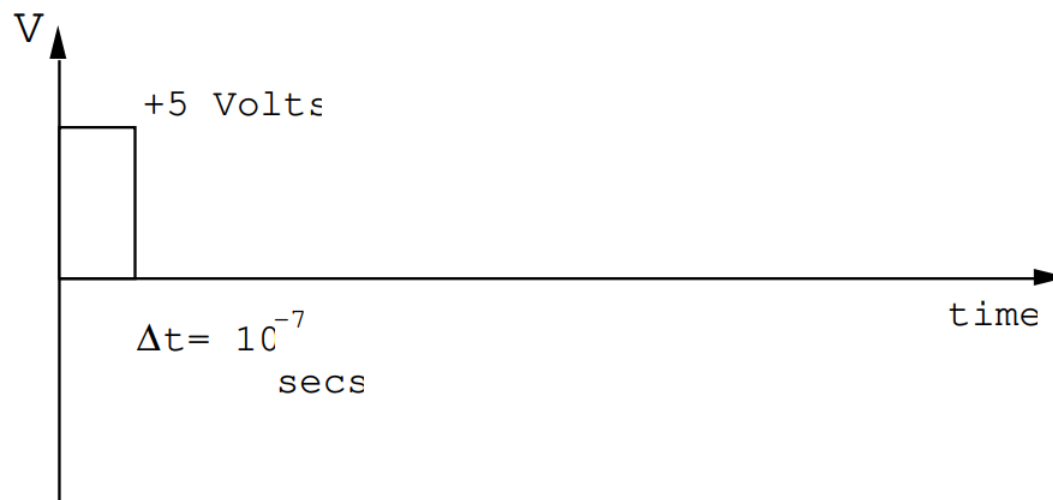 V
+5 Volts
time
Δt= 10⁻⁷
secs